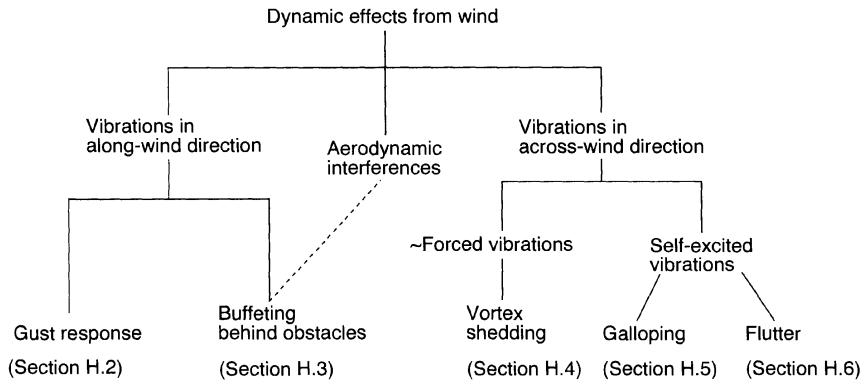 Dynamic effects from wind
Vibrations in
along-wind direction
Aerodynamic
interferences
Vibrations in
across-wind direction
~Forced vibrations
Self-excited
vibrations
Gust response
(Section H.2)
Buffeting
behind obstacles
(Section H.3)
Vortex
shedding
(Section H.4)
Galloping
(Section H.5)
Flutter
(Section H.6)